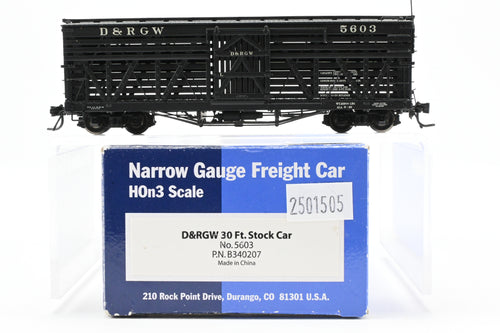 D & RGW
5603
D & RGW
Narrow Gauge Freight Car
HOn3 Scale
2501505
D&RGW 30 Ft. Stock Car
No. 5603
P.N. B340207
Made in China
210 Rock Point Drive, Durango, CO 81301 U.S.A.